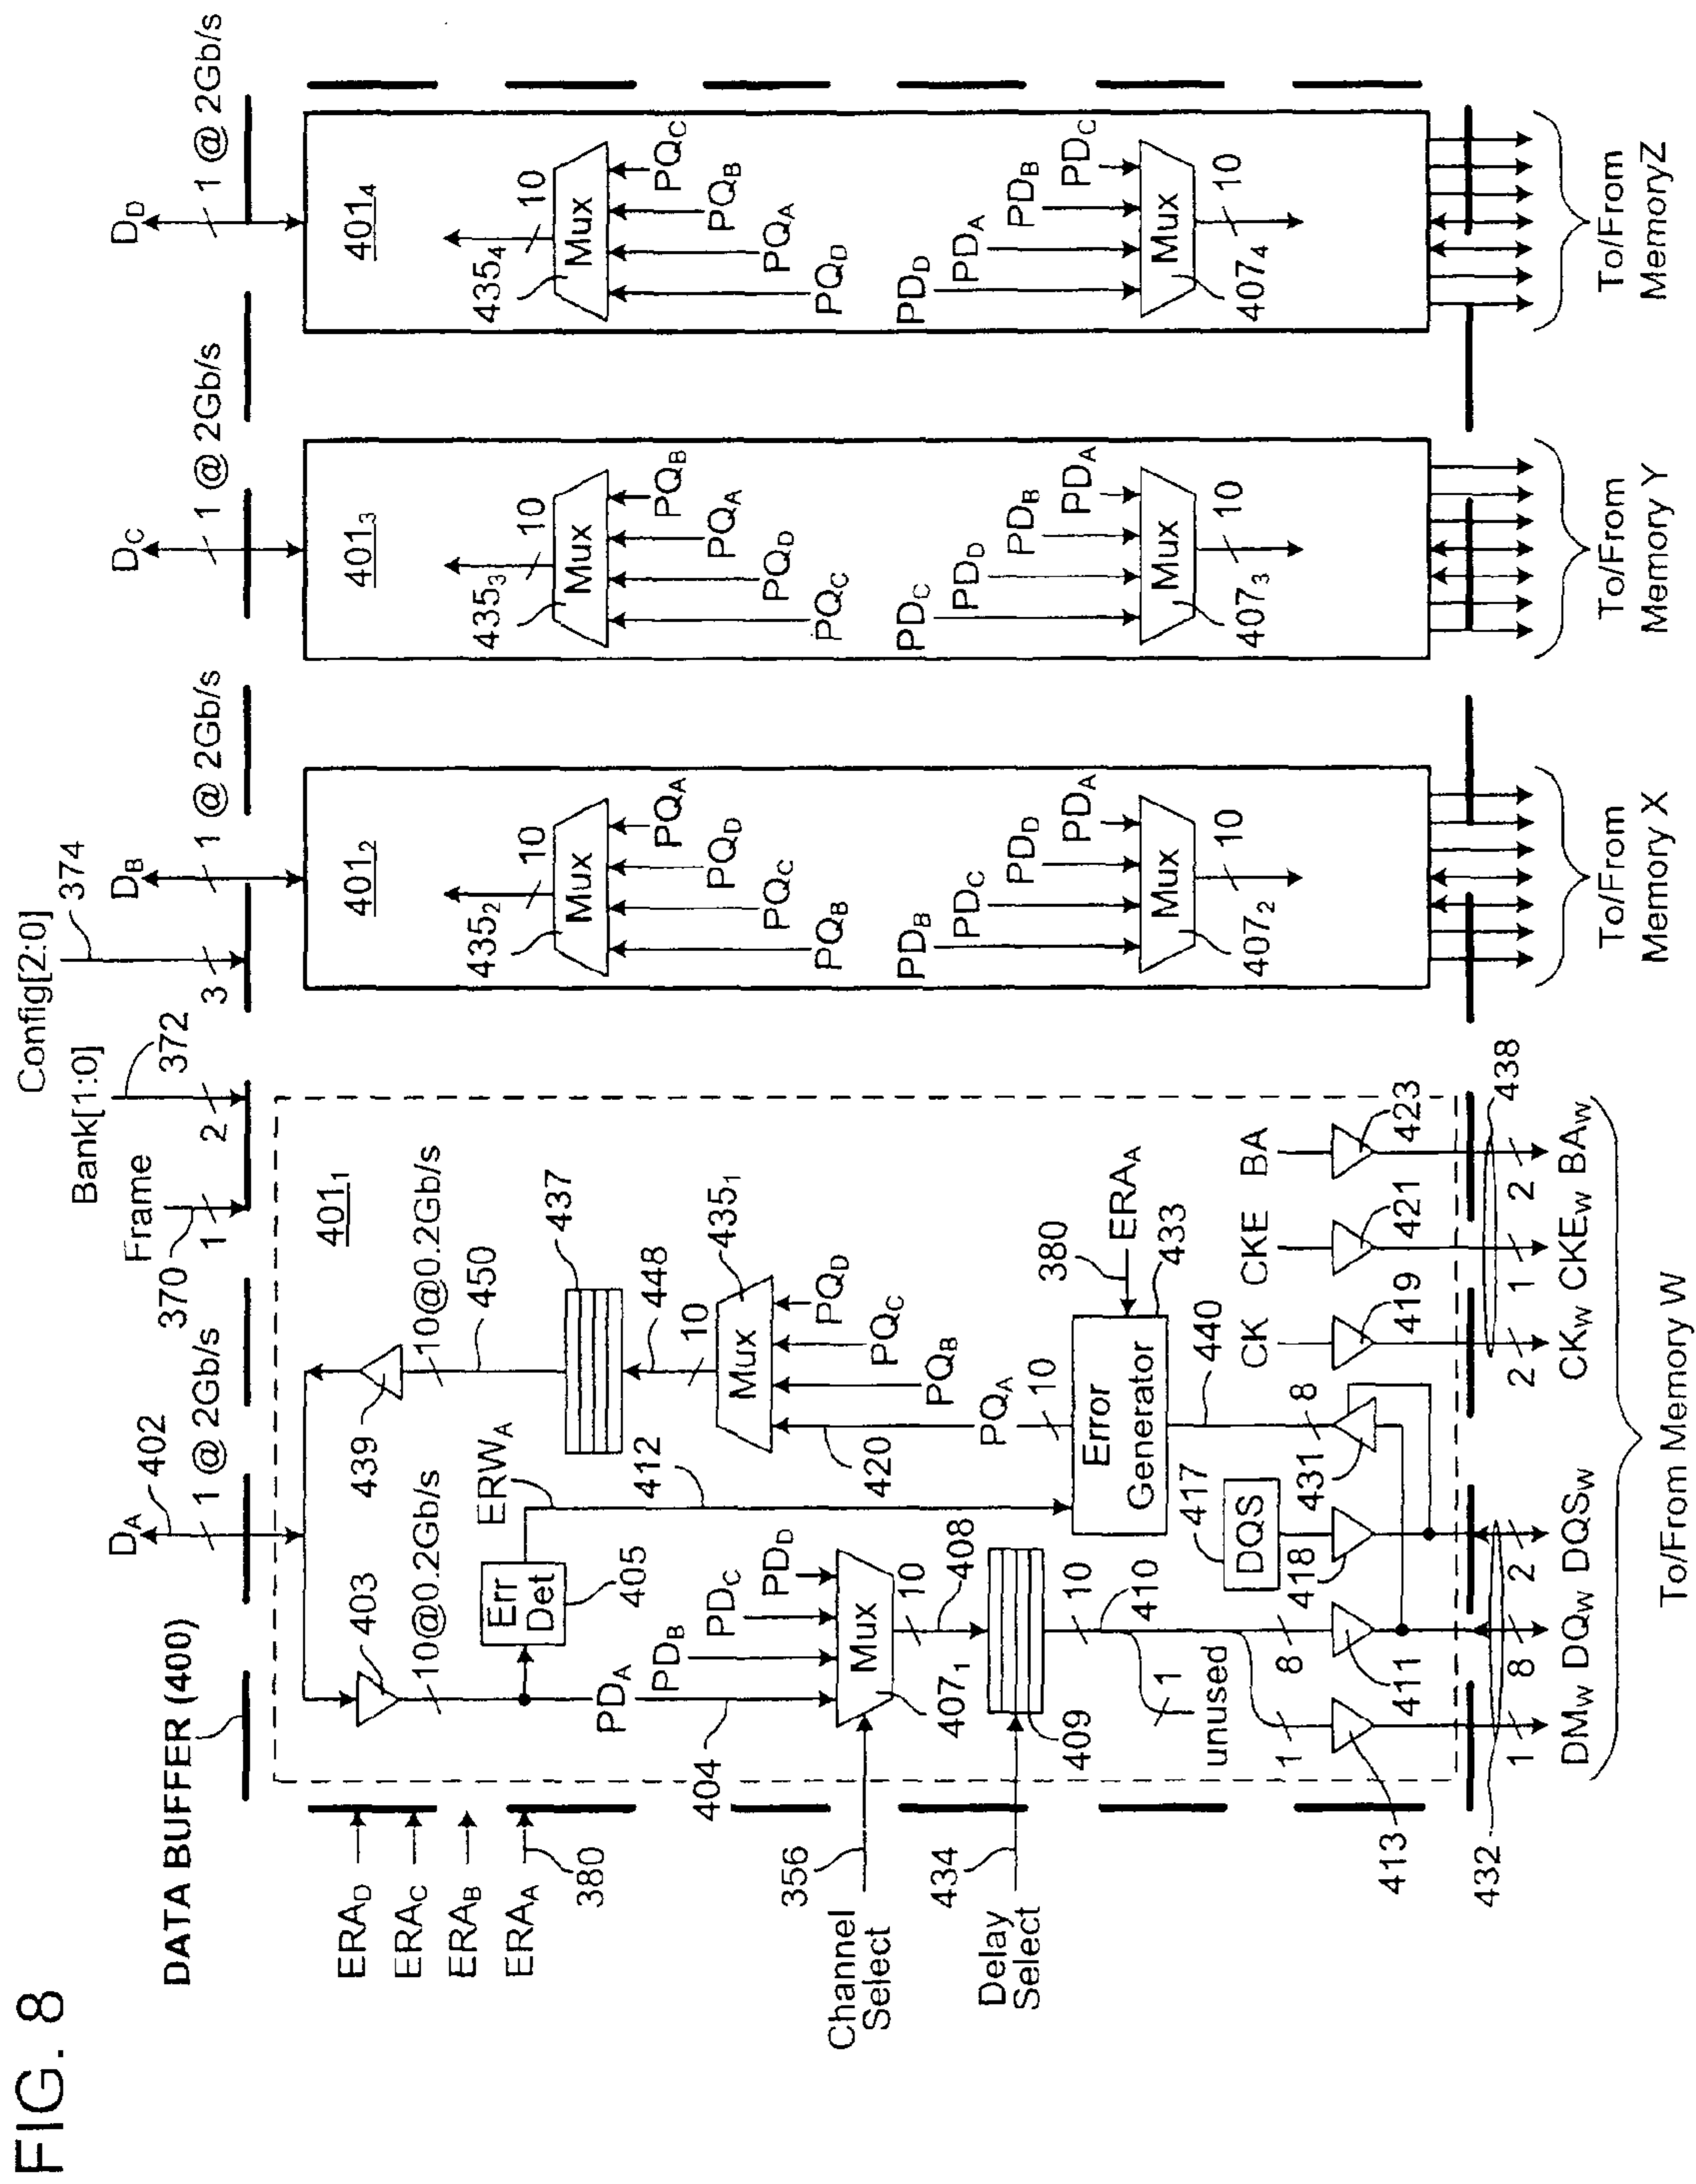 FIG. 8
DATA BUFFER (400)
Config[2:0]
374
Bank[1:0]
372
Frame
370
1
2
3
D_A
402
1 @ 2Gb/s
D_B
1 @ 2Gb/s
D_C
1 @ 2Gb/s
D_D
1 @ 2Gb/s
ERA_D
ERA_C
ERA_B
ERA_A
380
Channel
Select
356
Delay
Select
434
401_1
403
10@0.2Gb/s
439
10@0.2Gb/s
450
437
448
10
435_1
Mux
PQ_A
PQ_B
PQ_C
PQ_D
420
10
Err
Det
405
ERW_A
412
404
PD_A
PD_B
PD_C
PD_D
Mux
407_1
10
408
409
10
410
1
unused
Error
Generator
433
380
ERA_A
440
8
431
417
DQS
418
1
413
8
411
CK
419
CKE
421
BA
423
432
438
1
8
2
2
1
2
DM_W
DQ_W
DQS_W
CK_W
CKE_W
BA_W
To/From Memory W
401_2
435_2
10
Mux
PQ_B
PQ_C
PQ_D
PQ_A
PD_B
PD_C
PD_D
PD_A
Mux
407_2
10
To/From
Memory X
401_3
435_3
10
Mux
PQ_C
PQ_D
PQ_A
PQ_B
PD_C
PD_D
PD_B
PD_A
Mux
407_3
10
To/From
Memory Y
401_4
435_4
10
Mux
PQ_D
PQ_A
PQ_B
PQ_C
PD_D
PD_A
PD_B
PD_C
Mux
407_4
10
To/From
MemoryZ